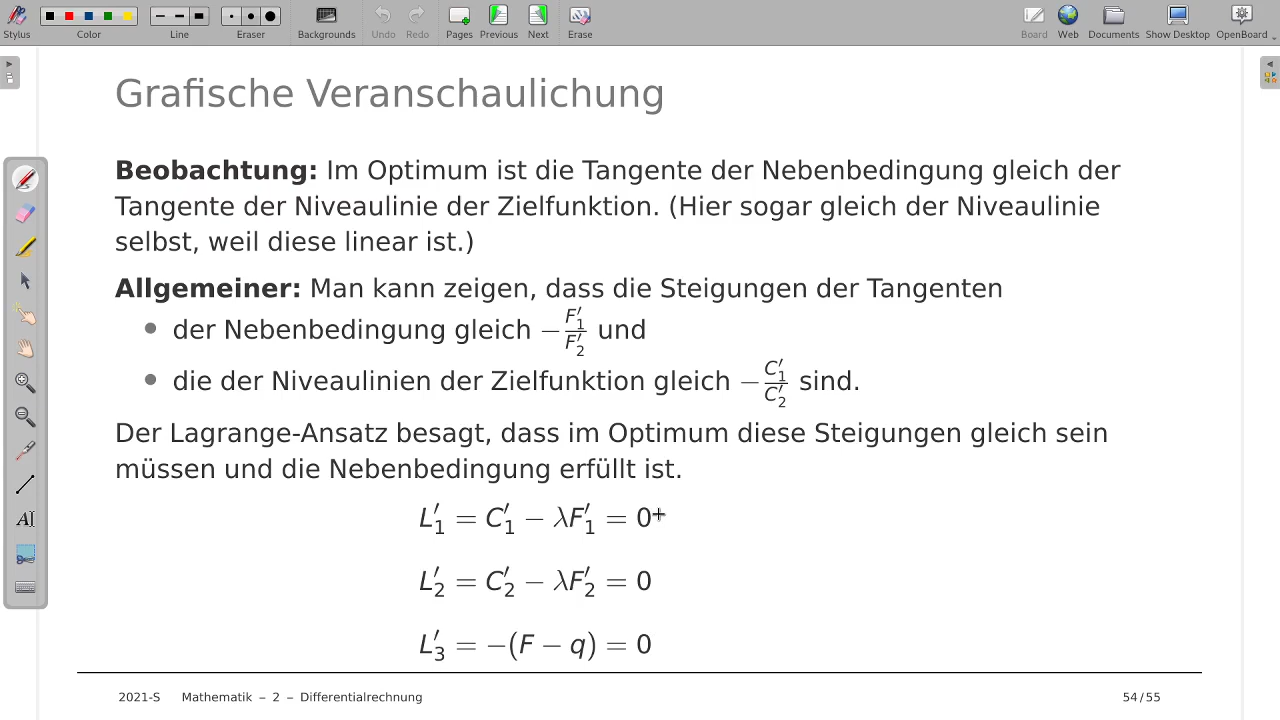 Stylus Color Line Eraser Backgrounds Undo Redo Pages Previous Next Erase Board Web Documents Show Desktop OpenBoard
Grafische Veranschaulichung
Beobachtung: Im Optimum ist die Tangente der Nebenbedingung gleich der
Tangente der Niveaulinie der Zielfunktion. (Hier sogar gleich der Niveaulinie
selbst, weil diese linear ist.)
Allgemeiner: Man kann zeigen, dass die Steigungen der Tangenten
• der Nebenbedingung gleich −F′₁/F′₂ und
• die der Niveaulinien der Zielfunktion gleich −C′₁/C′₂ sind.
Der Lagrange-Ansatz besagt, dass im Optimum diese Steigungen gleich sein
müssen und die Nebenbedingung erfüllt ist.
L′₁ = C′₁ − λF′₁ = 0
L′₂ = C′₂ − λF′₂ = 0
L′₃ = −(F − q) = 0
AI
2021-S Mathematik – 2 – Differentialrechnung 54/55